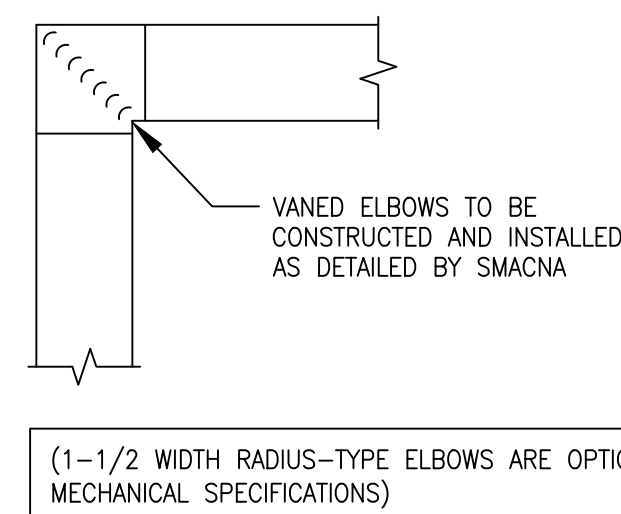 VANED ELBOWS TO BE
CONSTRUCTED AND INSTALLED
AS DETAILED BY SMACNA
(1-1/2 WIDTH RADIUS-TYPE ELBOWS ARE
MECHANICAL SPECIFICATIONS)